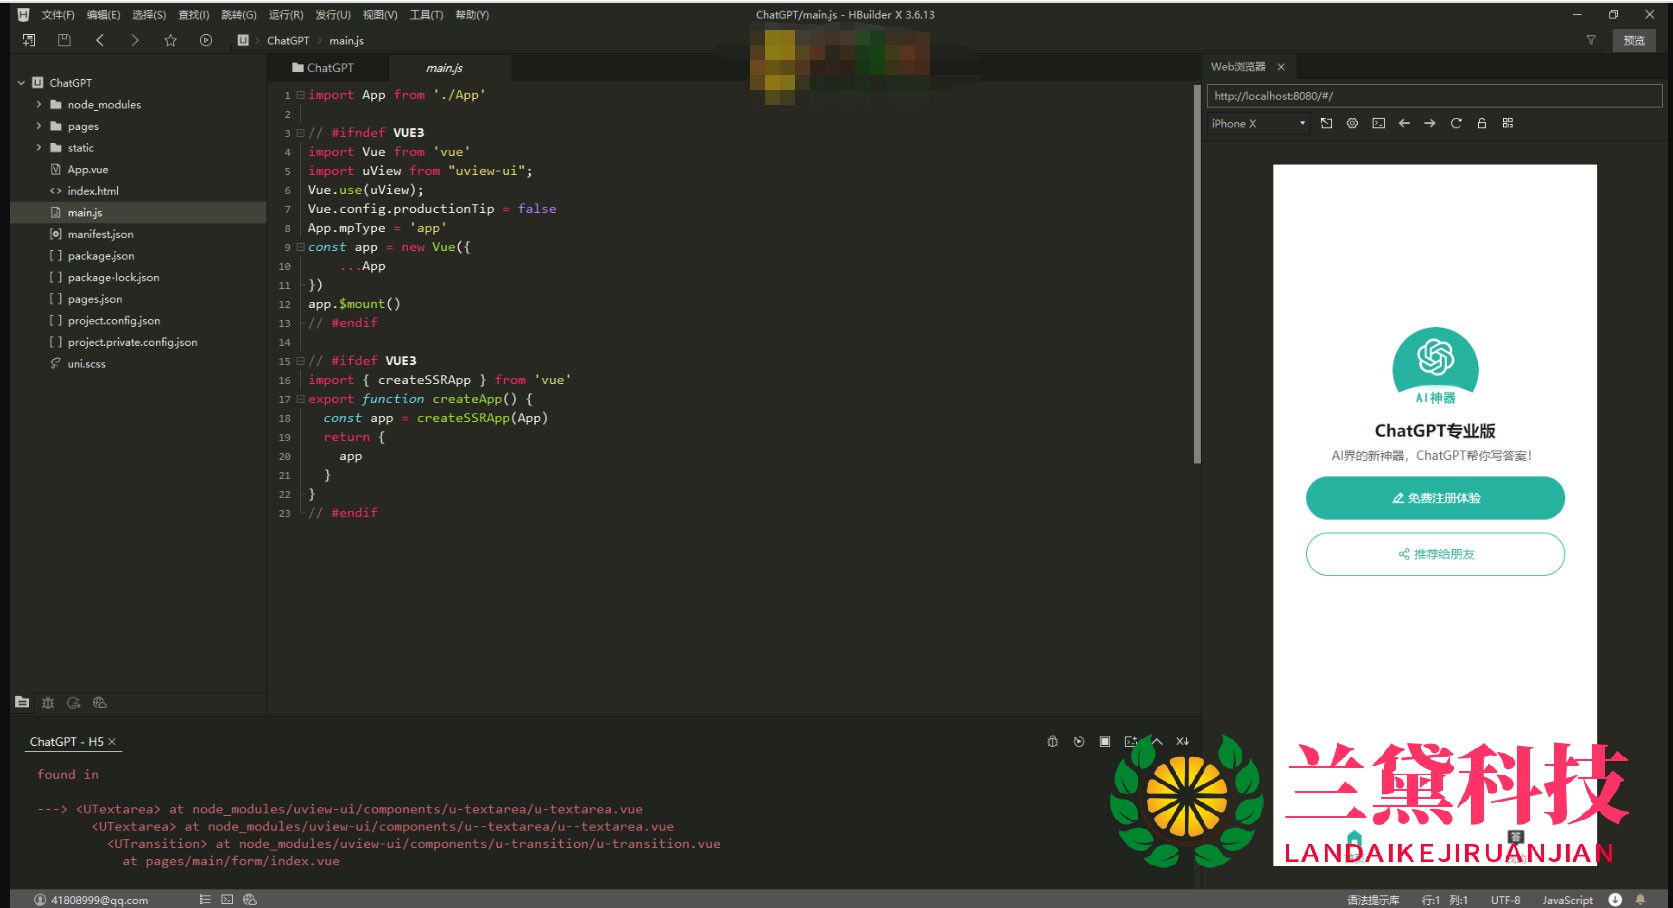 文件(F) 编辑(E) 选择(S) 查找(I) 跳转(G) 运行(R) 发行(U) 视图(V) 工具(T) 帮助(Y)
ChatGPT/main.js - HBuilder X 3.6.13
ChatGPT main.js
预览
ChatGPT
node_modules
pages
static
App.vue
index.html
main.js
manifest.json
package.json
package-lock.json
pages.json
project.config.json
project.private.config.json
uni.scss
ChatGPT main.js
1 import App from './App'
2
3 // #ifndef VUE3
4 import Vue from 'vue'
5 import uView from "uview-ui";
6 Vue.use(uView);
7 Vue.config.productionTip = false
8 App.mpType = 'app'
9 const app = new Vue({
10 ...App
11 })
12 app.$mount()
13 // #endif
14
15 // #ifdef VUE3
16 import { createSSRApp } from 'vue'
17 export function createApp() {
18 const app = createSSRApp(App)
19 return {
20 app
21 }
22 }
23 // #endif
Web浏览器
http://localhost:8080/#/
iPhone X
AI神器
ChatGPT专业版
AI界的新神器，ChatGPT帮你写答案！
免费注册体验
推荐给朋友
ChatGPT - H5
found in
---> <UTextarea> at node_modules/uview-ui/components/u-textarea/u-textarea.vue
<UTextarea> at node_modules/uview-ui/components/u--textarea/u--textarea.vue
<UTransition> at node_modules/uview-ui/components/u-transition/u-transition.vue
at pages/main/form/index.vue
兰黛科技
答
LANDAIKEJIRUANJIAN
41808999@qq.com
语法提示库 行:1 列:1 UTF-8 JavaScript